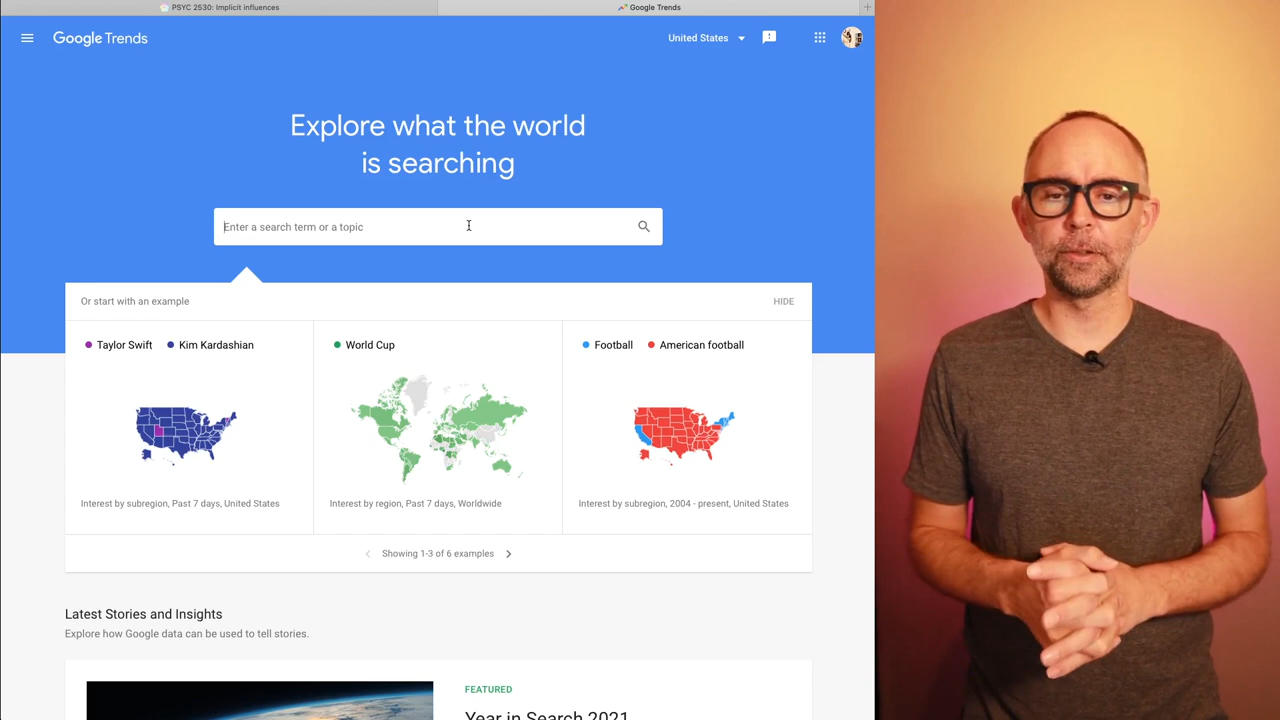 PSYC 2530: Implicit influences
Google Trends
Google Trends
United States
Explore what the world
is searching
Enter a search term or a topic
Or start with an example
HIDE
Taylor Swift
Kim Kardashian
World Cup
Football
American football
Interest by subregion, Past 7 days, United States
Interest by region, Past 7 days, Worldwide
Interest by subregion, 2004 - present, United States
Showing 1-3 of 6 examples
Latest Stories and Insights
Explore how Google data can be used to tell stories.
FEATURED
Year in Search 2021